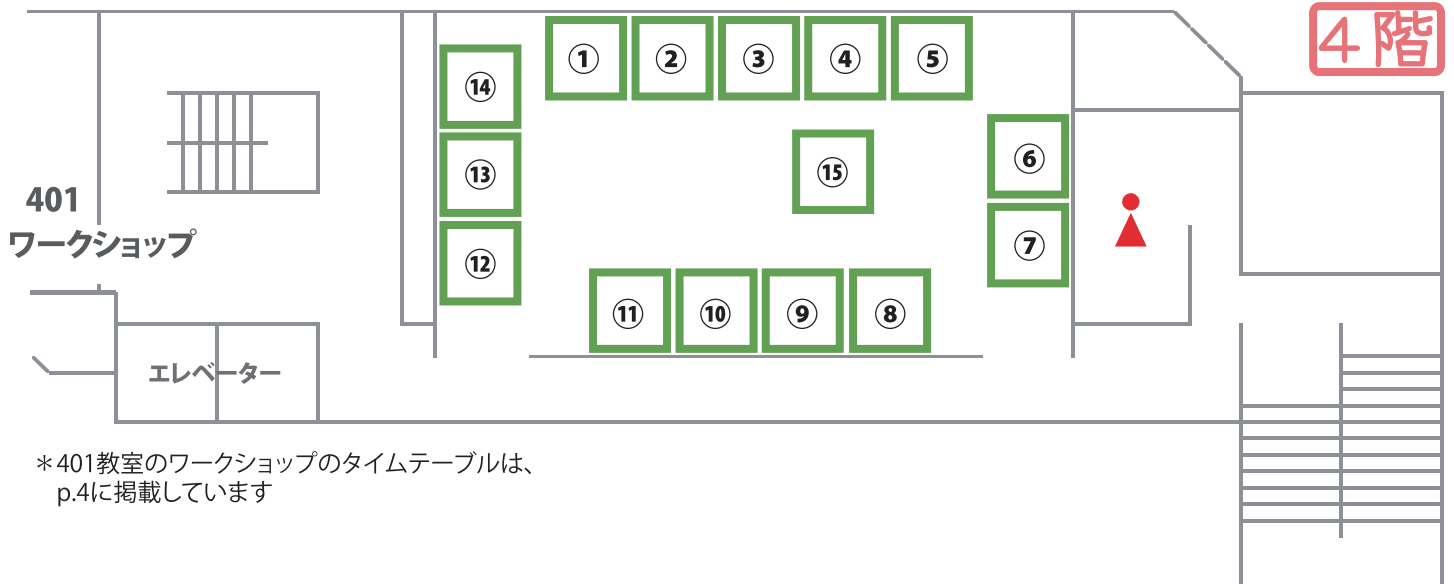 4階
① ② ③ ④ ⑤
⑭
⑥
⑮
⑬
401
ワークショップ
⑦
⑫
⑪ ⑩ ⑨ ⑧
エレベーター
＊401教室のワークショップのタイムテーブルは、
p.4に掲載しています